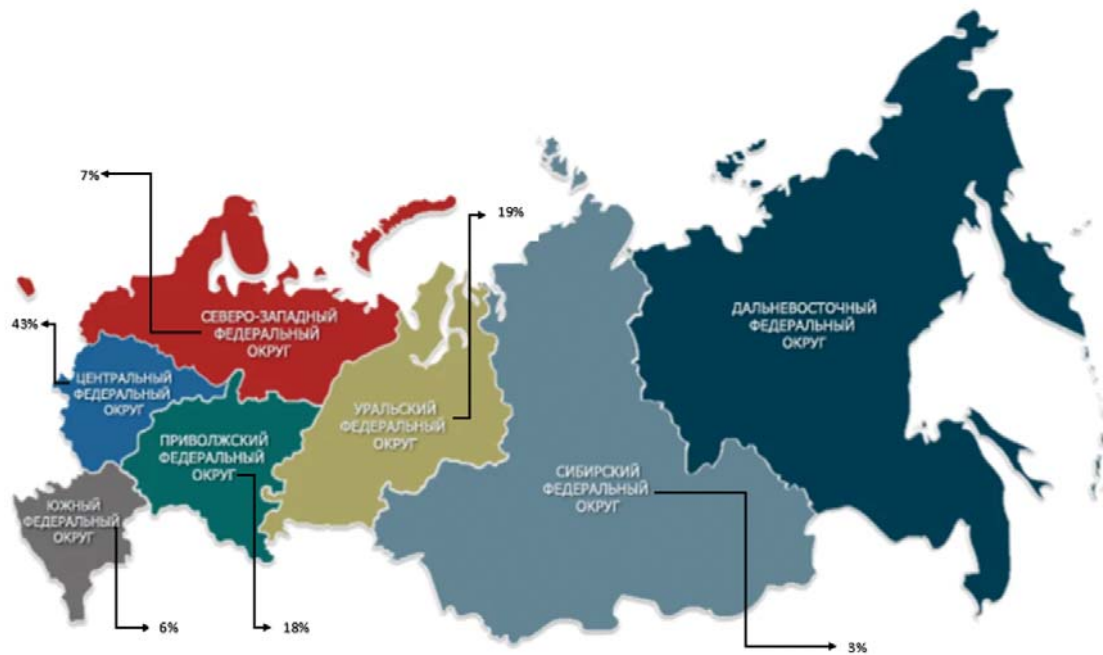 7%
19%
43%
СЕВЕРО-ЗАПАДНЫЙ
ФЕДЕРАЛЬНЫЙ
ОКРУГ
ДАЛЬНЕВОСТОЧНЫЙ
ФЕДЕРАЛЬНЫЙ
ОКРУГ
ЦЕНТРАЛЬНЫЙ
ФЕДЕРАЛЬНЫЙ
ОКРУГ
УРАЛЬСКИЙ
ФЕДЕРАЛЬНЫЙ
ОКРУГ
ПРИВОЛЖСКИЙ
ФЕДЕРАЛЬНЫЙ
ОКРУГ
СИБИРСКИЙ
ФЕДЕРАЛЬНЫЙ
ОКРУГ
ЮЖНЫЙ
ФЕДЕРАЛЬНЫЙ
ОКРУГ
6%
18%
3%